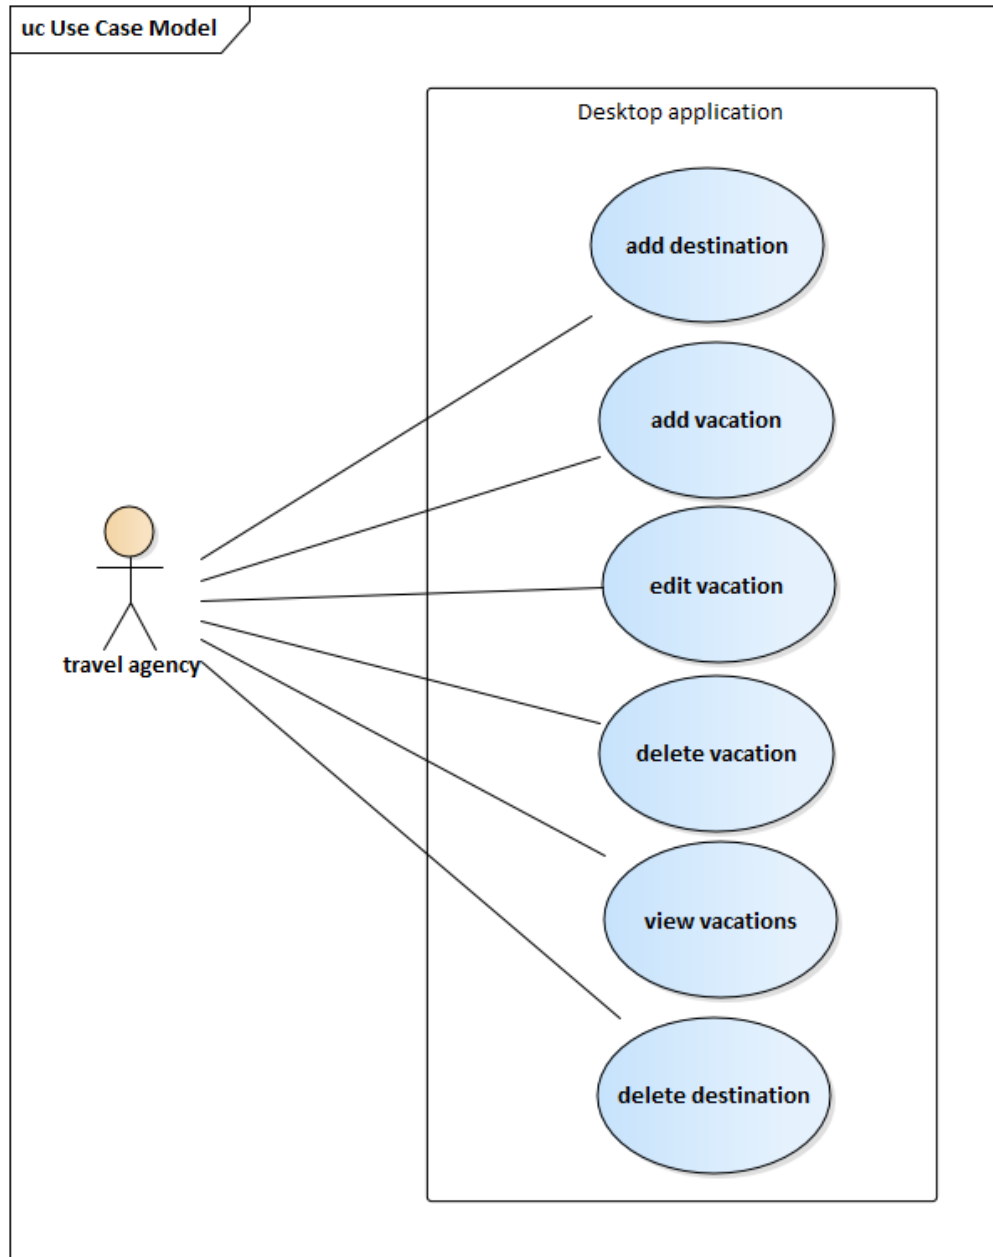 uc Use Case Model
Desktop application
add destination
add vacation
edit vacation
travel agency
delete vacation
view vacations
delete destination